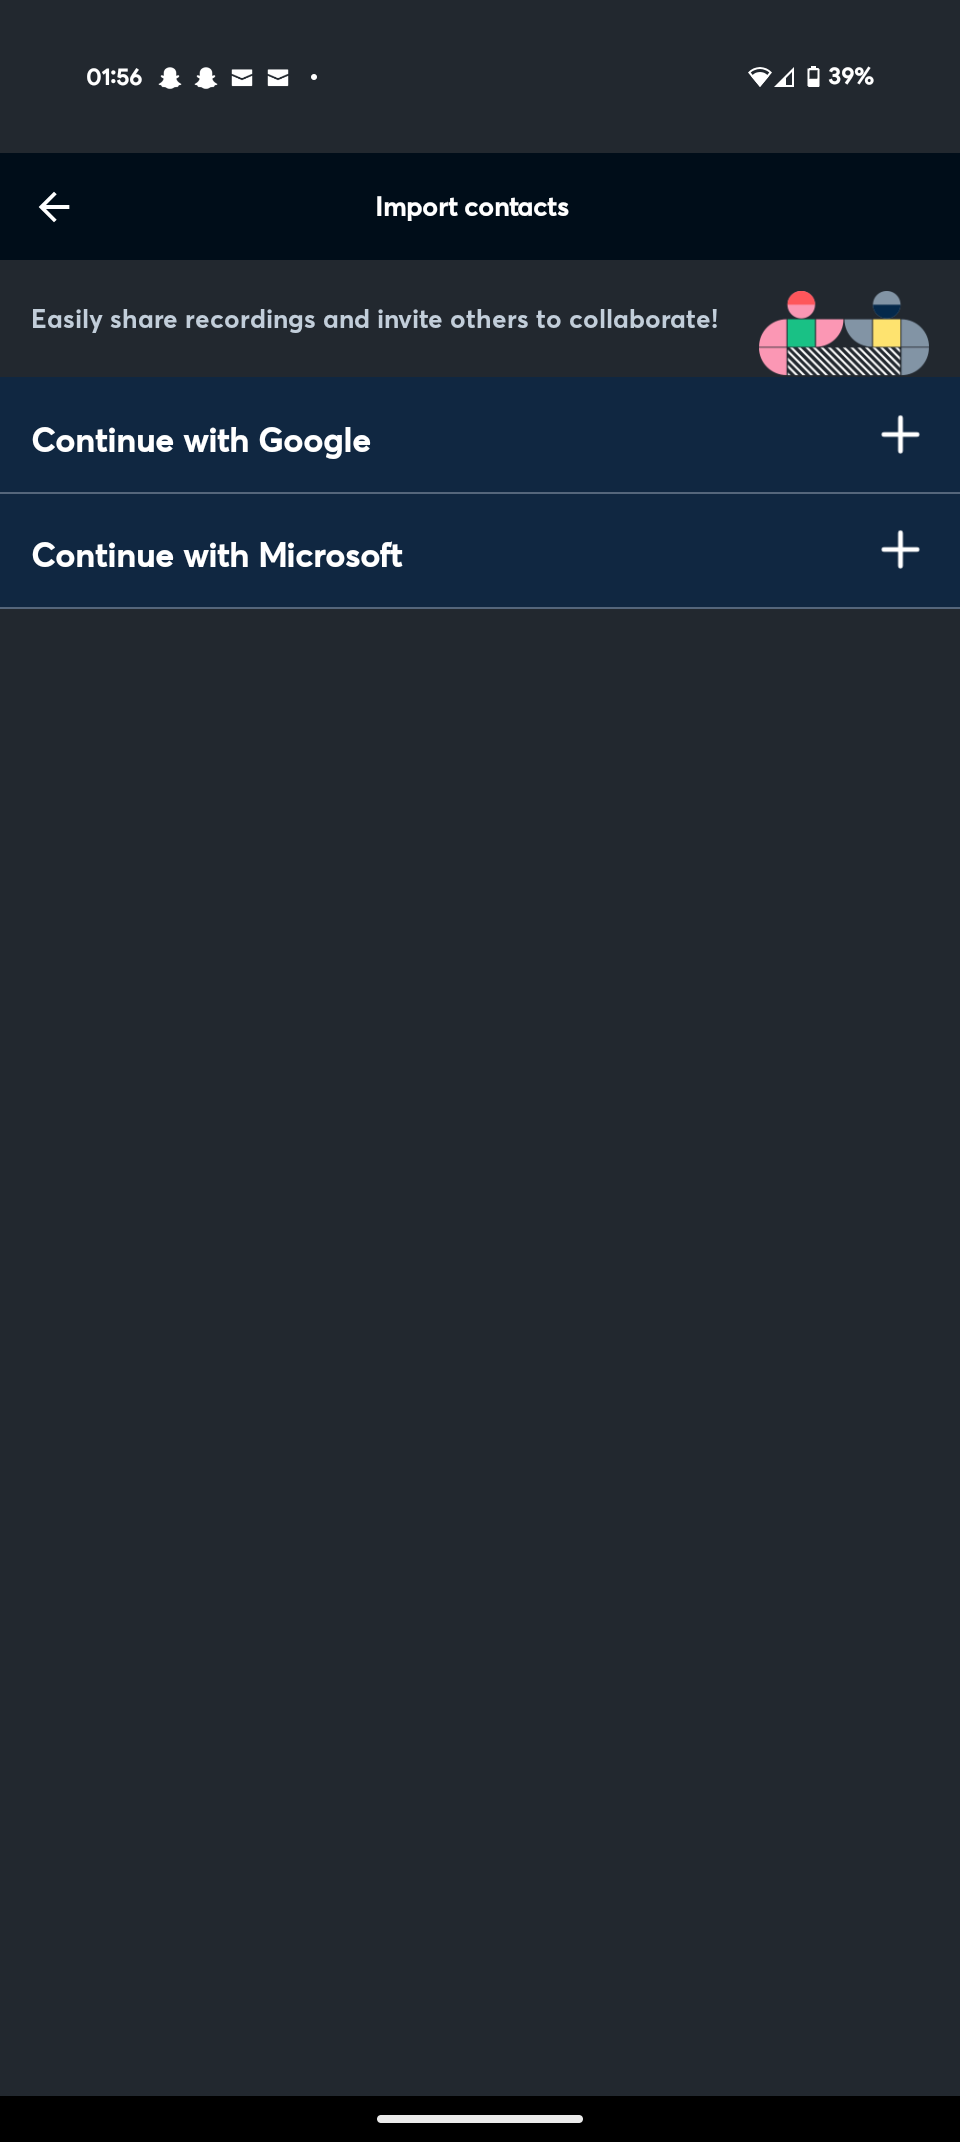 01:56
39%
Import contacts
Easily share recordings and invite others to collaborate!
Continue with Google
Continue with Microsoft